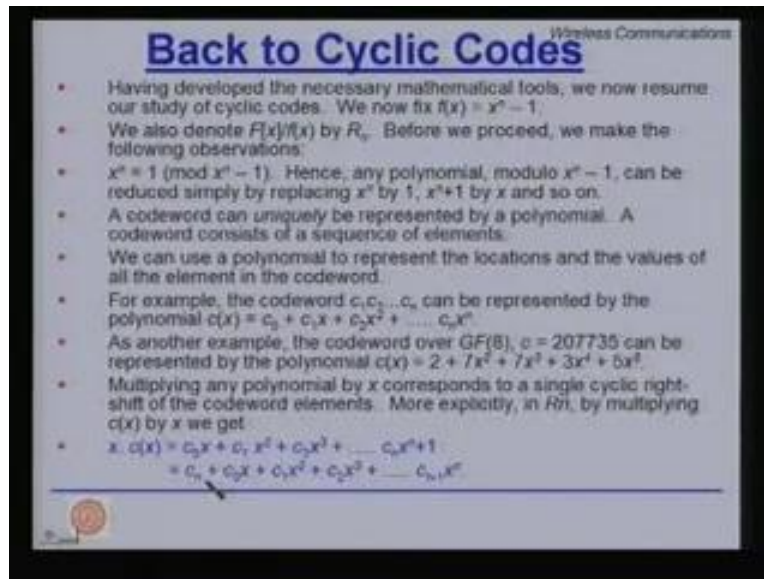 Wireless Communications
Back to Cyclic Codes
• Having developed the necessary mathematical tools, we now resume
our study of cyclic codes. We now fix f(x) = xⁿ – 1.
• We also denote F[x]/f(x) by Rₙ. Before we proceed, we make the
following observations:
• xⁿ = 1 (mod xⁿ – 1). Hence, any polynomial, modulo xⁿ – 1, can be
reduced simply by replacing xⁿ by 1, xⁿ+1 by x and so on.
• A codeword can uniquely be represented by a polynomial. A
codeword consists of a sequence of elements.
• We can use a polynomial to represent the locations and the values of
all the element in the codeword.
• For example, the codeword c₁c₂...cₙ can be represented by the
polynomial c(x) = c₀ + c₁x + c₂x² + ..... cₙxⁿ.
• As another example, the codeword over GF(8), c = 207735 can be
represented by the polynomial c(x) = 2 + 7x² + 7x³ + 3x⁴ + 5x⁵.
• Multiplying any polynomial by x corresponds to a single cyclic right-
shift of the codeword elements. More explicitly, in Rn, by multiplying
c(x) by x we get
• x. c(x) = c₀x + c₁ x² + c₂x³ + ..... cₙxⁿ+1
= cₙ + c₀x + c₁x² + c₂x³ + ..... cₙ₋₁xⁿ.